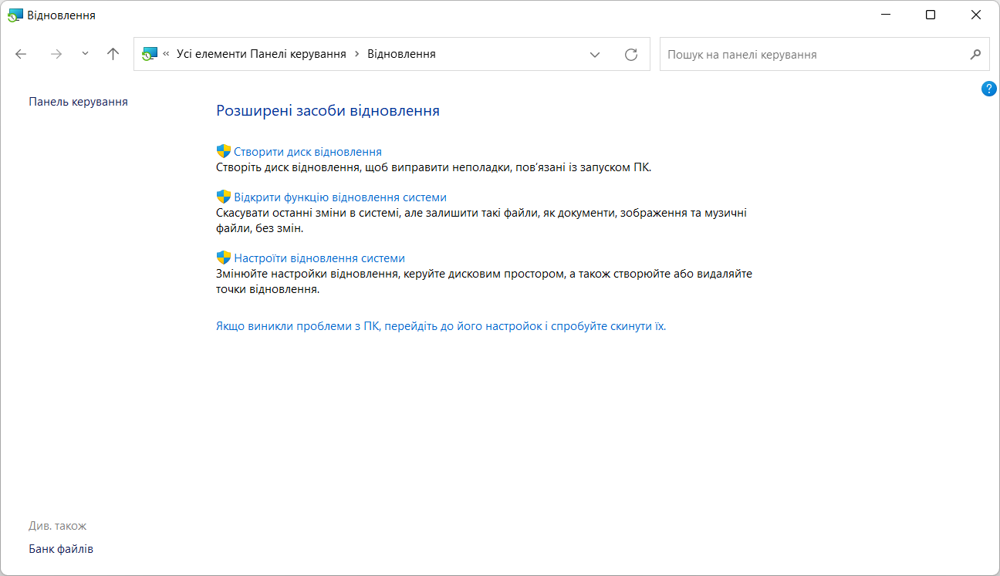 Відновлення
« Усі елементи Панелі керування › Відновлення
Пошук на панелі керування
?
Панель керування
Розширені засоби відновлення
Створити диск відновлення
Створіть диск відновлення, щоб виправити неполадки, пов’язані із запуском ПК.
Відкрити функцію відновлення системи
Скасувати останні зміни в системі, але залишити такі файли, як документи, зображення та музичні
файли, без змін.
Настроїти відновлення системи
Змінюйте настройки відновлення, керуйте дисковим простором, а також створюйте або видаляйте
точки відновлення.
Якщо виникли проблеми з ПК, перейдіть до його настройок і спробуйте скинути їх.
Див. також
Банк файлів